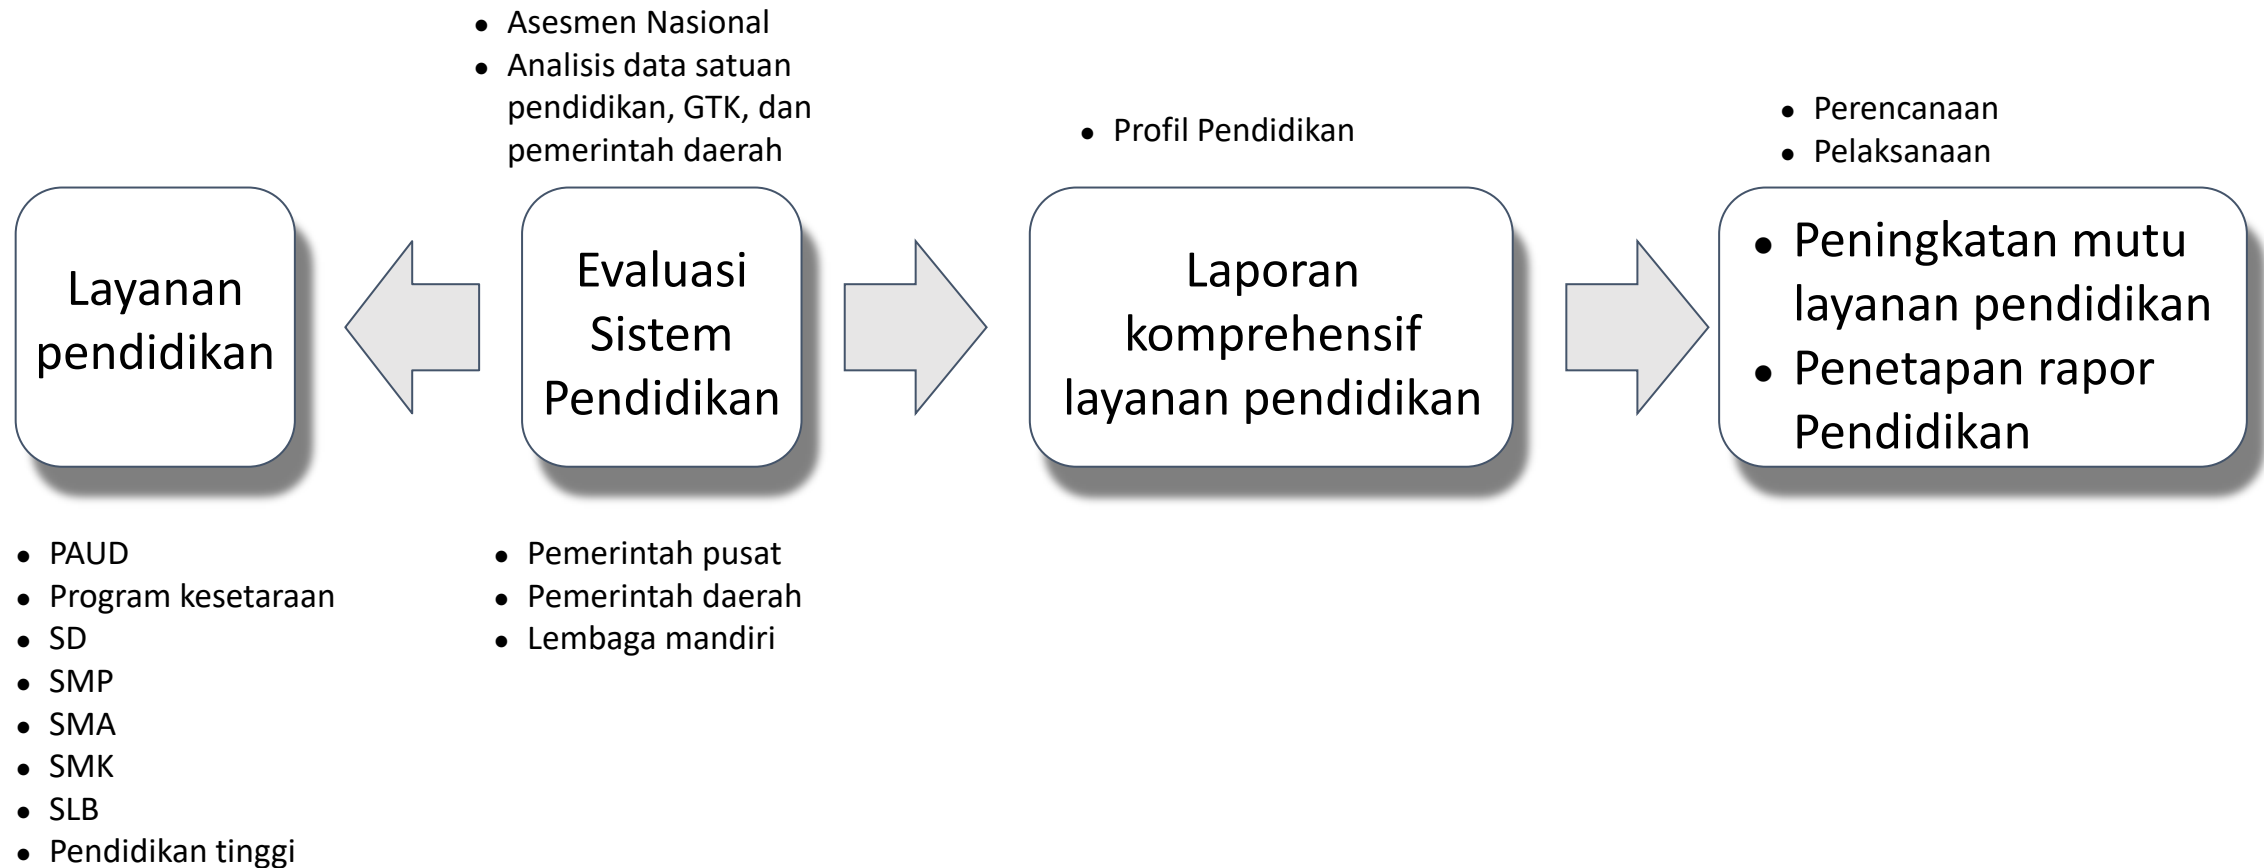 • Asesmen Nasional
• Analisis data satuan
pendidikan, GTK, dan
pemerintah daerah
• Profil Pendidikan
• Perencanaan
• Pelaksanaan
Layanan
pendidikan
Evaluasi
Sistem
Pendidikan
Laporan
komprehensif
layanan pendidikan
• Peningkatan mutu
layanan pendidikan
• Penetapan rapor
Pendidikan
• PAUD
• Program kesetaraan
• SD
• SMP
• SMA
• SMK
• SLB
• Pendidikan tinggi
• Pemerintah pusat
• Pemerintah daerah
• Lembaga mandiri